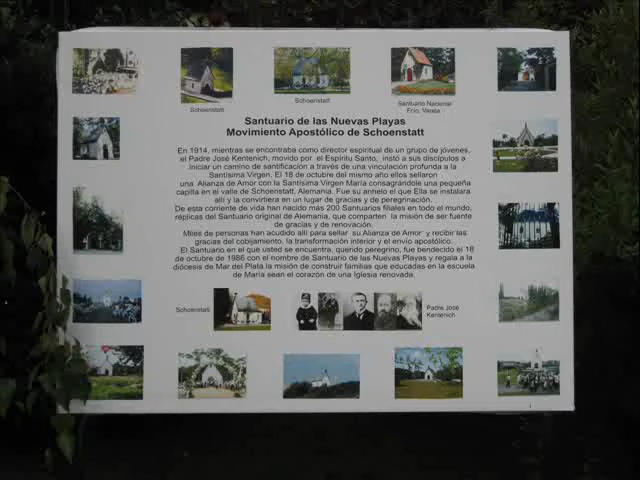 Schoenstatt
Schoenstatt
Santuario Nacional
Fcio. Varela
Santuario de las Nuevas Playas
Movimiento Apostólico de Schoenstatt
En 1914, mientras se encontraba como director espiritual de un grupo de jóvenes,
el Padre José Kentenich, movido por el Espíritu Santo, instó a sus discípulos a
iniciar un camino de santificación a través de una vinculación profunda a la
Santísima Virgen. El 18 de octubre del mismo año ellos sellaron
una Alianza de Amor con la Santísima Virgen María consagrándole una pequeña
capilla en el valle de Schoenstatt, Alemania. Fue su anhelo el que Ella se instalara
allí y la convirtiera en un lugar de gracias y de peregrinación.
De esta corriente de vida han nacido más 200 Santuarios filiales en todo el mundo,
réplicas del Santuario original de Alemania, que comparten la misión de ser fuente
de gracias y de renovación.
Miles de personas han acudido allí para sellar su Alianza de Amor y recibir las
gracias del cobijamiento, la transformación interior y el envío apostólico.
El Santuario en el que usted se encuentra, querido peregrino, fue bendecido el 18
de octubre de 1986 con el nombre de Santuario de las Nuevas Playas y regala a la
diócesis de Mar del Plata la misión de construir familias que educadas en la escuela
de María sean el corazón de una Iglesia renovada.
Schoenstatt
Padre José
Kentenich